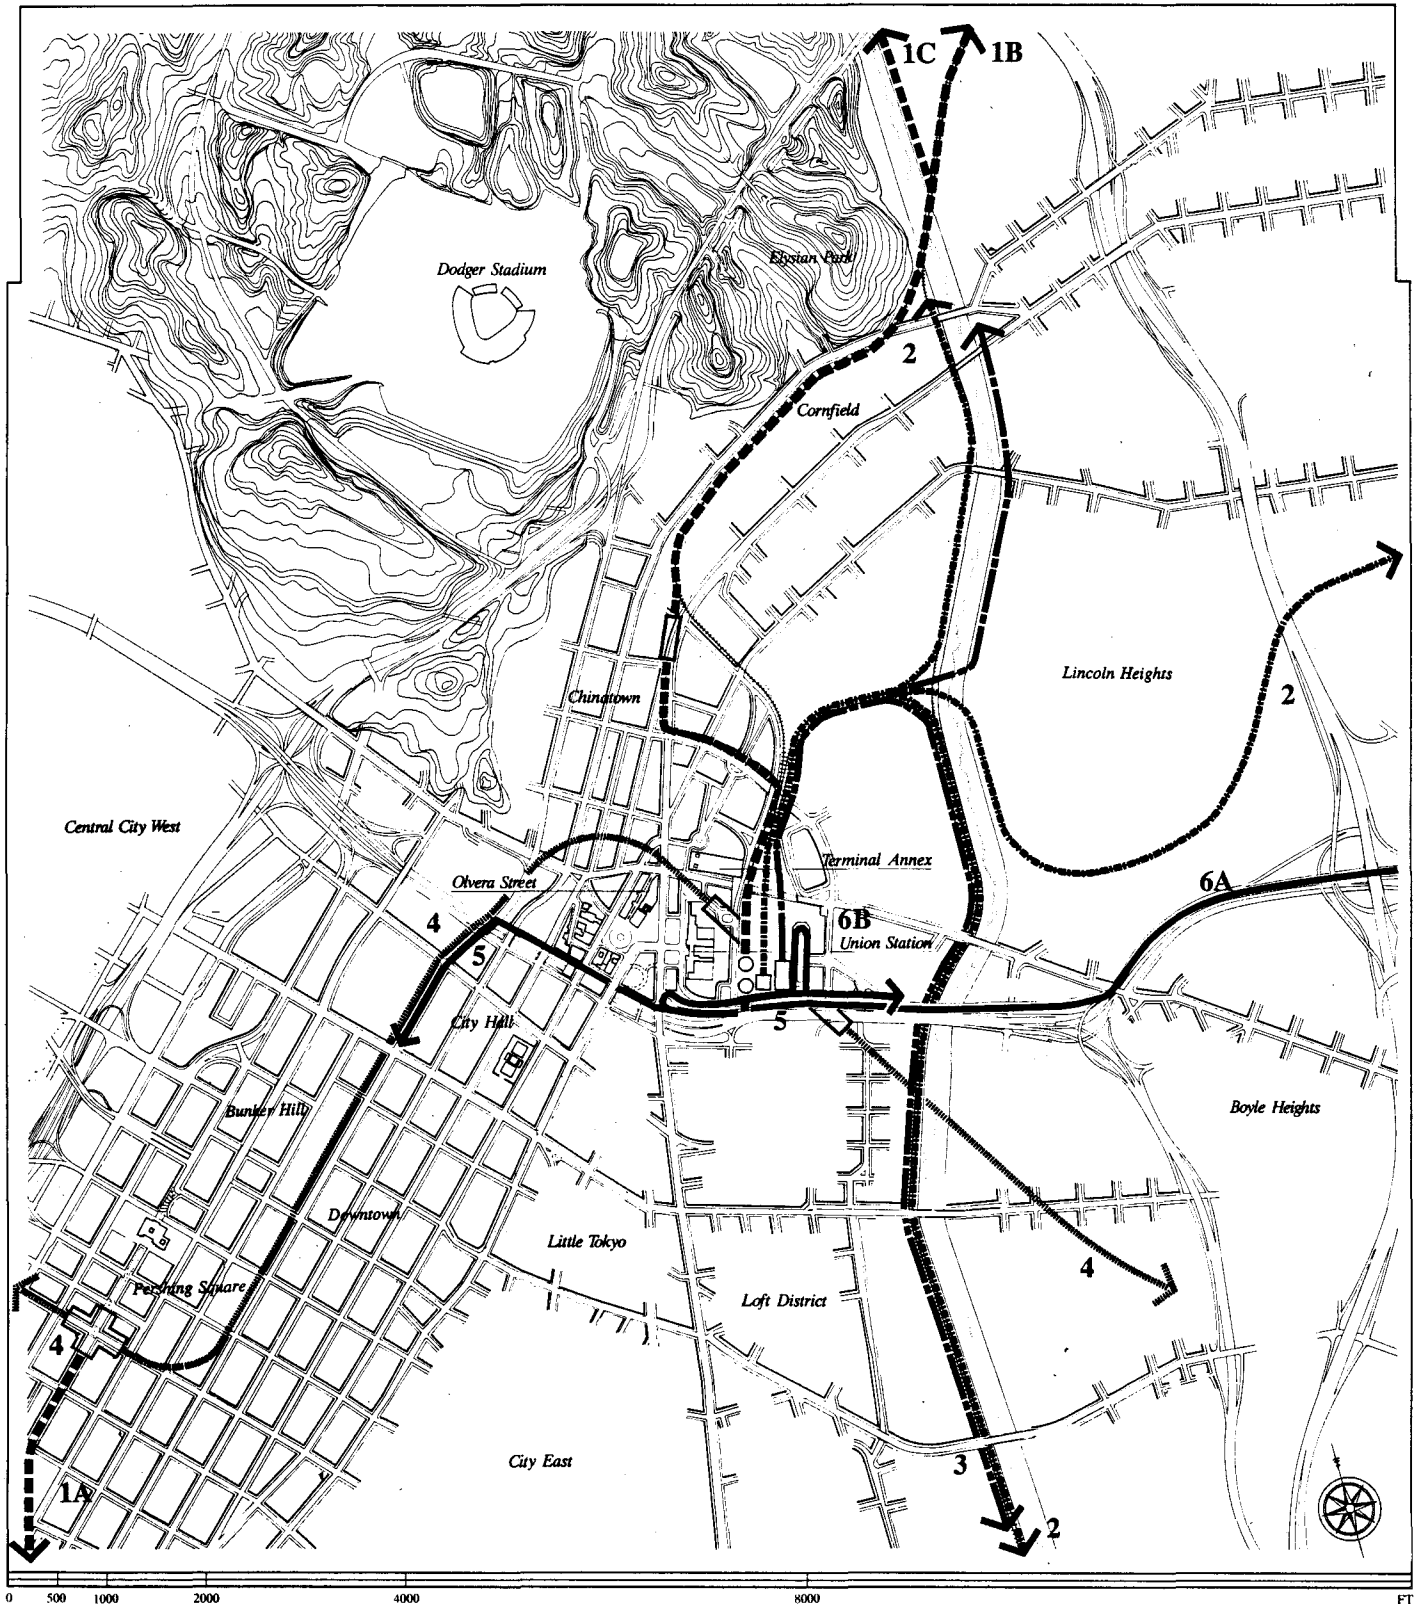 1C
1B
Elysian Park
Dodger Stadium
2
Cornfield
Lincoln Heights
2
Chinatown
Central City West
Terminal Annex
Olvera Street
6A
4
6B
5
Union Station
City Hall
5
Bunker Hill
Boyle Heights
Downtown
Little Tokyo
4
Pershing Square
Loft District
4
City East
3
1A
2
0 500 1000 2000 4000 8000 FT